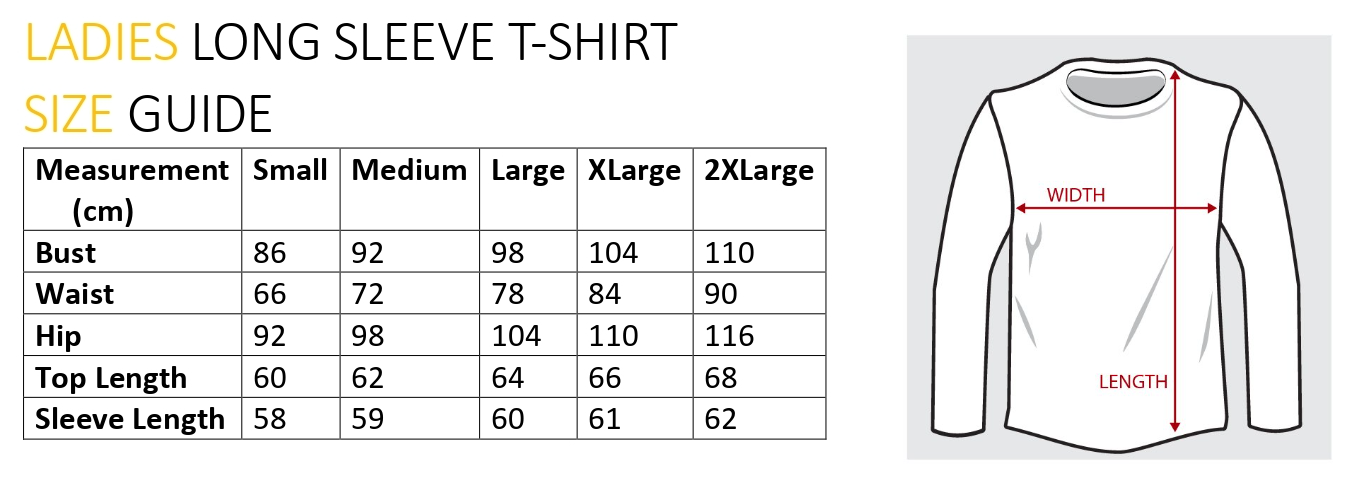 LADIES LONG SLEEVE T-SHIRT
SIZE GUIDE
Measurement (cm) Small Medium Large XLarge 2XLarge
Bust 86 92 98 104 110
Waist 66 72 78 84 90
Hip 92 98 104 110 116
Top Length 60 62 64 66 68
Sleeve Length 58 59 60 61 62
WIDTH
LENGTH